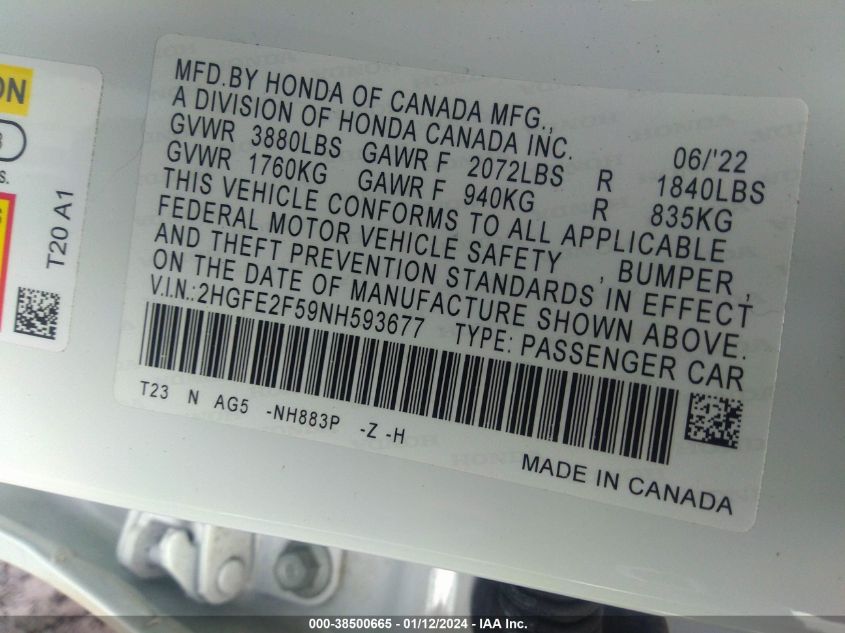 MFD.BY HONDA OF CANADA MFG.,
A DIVISION OF HONDA CANADA INC. 06/'22
GVWR 3880LBS GAWR F 2072LBS R 1840LBS
GVWR 1760KG GAWR F 940KG R 835KG
THIS VEHICLE CONFORMS TO ALL APPLICABLE
FEDERAL MOTOR VEHICLE SAFETY , BUMPER ,
AND THEFT PREVENTION STANDARDS IN EFFECT
ON THE DATE OF MANUFACTURE SHOWN ABOVE.
V.I.N.:2HGFE2F59NH593677 TYPE: PASSENGER CAR
T23 N AG5 -NH883P -Z -H
MADE IN CANADA
T20 A1
000-38500665 - 01/12/2024 - IAA Inc.